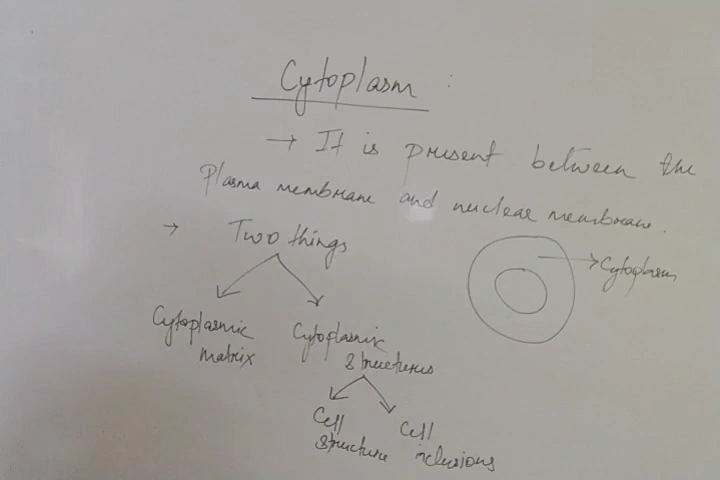 Cytoplasm :
→ It is present between the
Plasma membrane and nuclear membrane.
→ Two things
→ Cytoplasm
Cytoplasmic
matrix
Cytoplasmic
structures
Cell
structure
Cell
inclusions